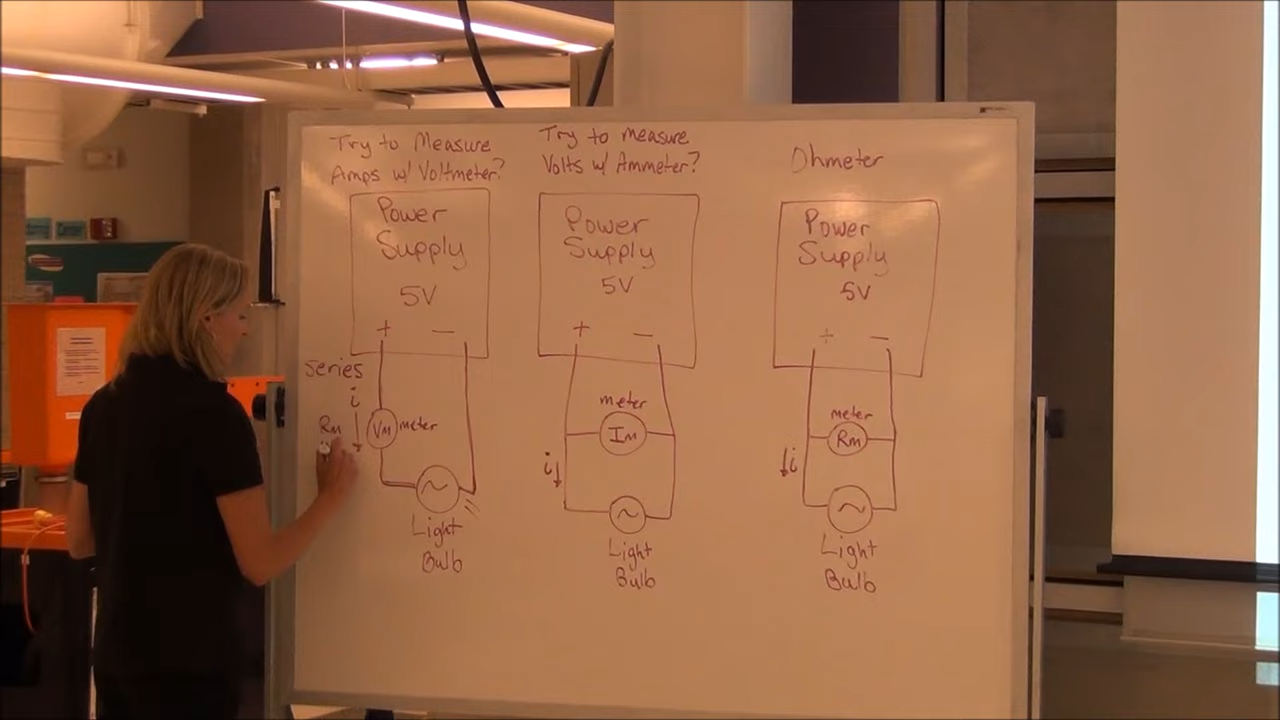 Try to Measure
Amps w/ Voltmeter?
Power
Supply
5V
+ —
series
i
Rm
Vm meter
Light
Bulb
Try to measure
Volts w/ Ammeter?
Power
Supply
5V
+ —
meter
Im
i
Light
Bulb
Ohmeter
Power
Supply
5V
+ —
meter
Rm
i
Light
Bulb